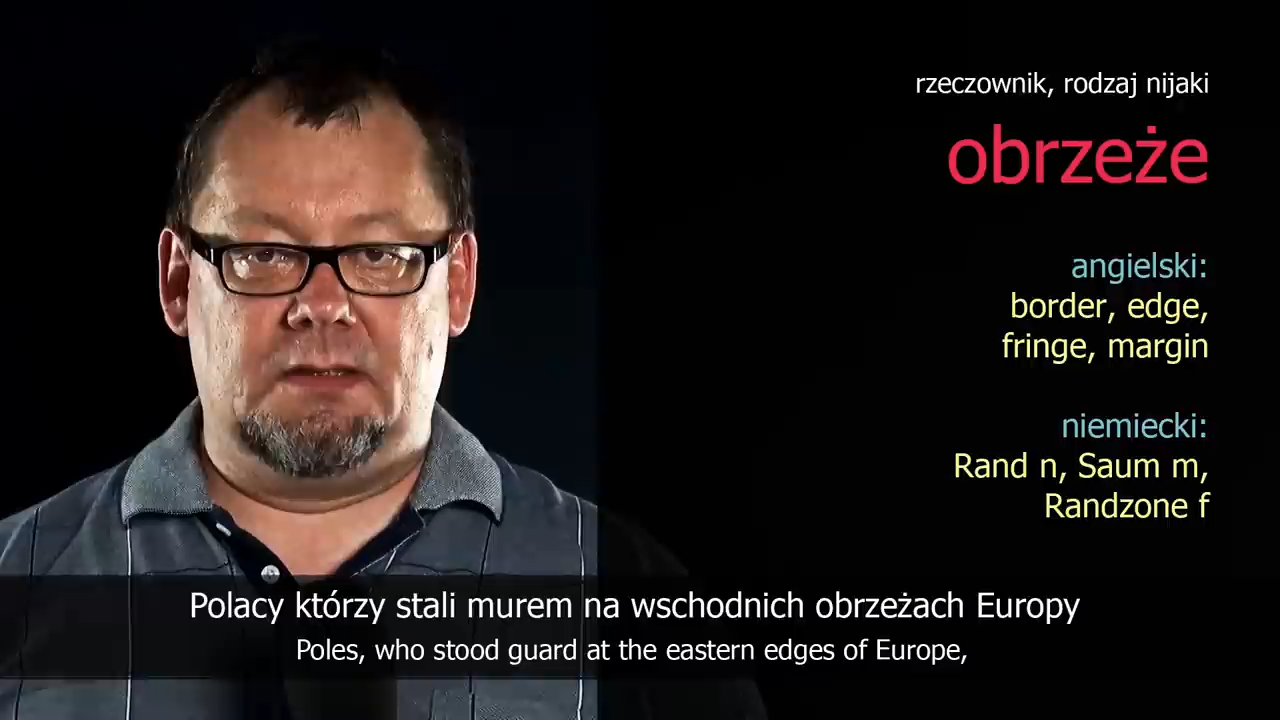 rzeczownik, rodzaj nijaki
obrzeże
angielski:
border, edge,
fringe, margin
niemiecki:
Rand n, Saum m,
Randzone f
Polacy którzy stali murem na wschodnich obrzeżach Europy
Poles, who stood guard at the eastern edges of Europe,